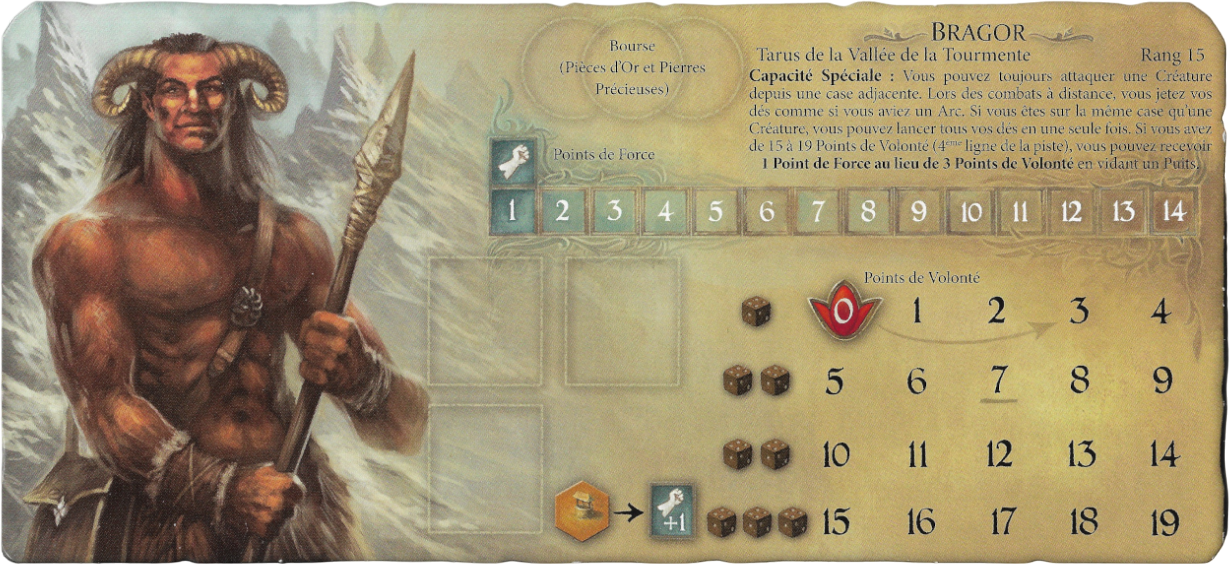 BRAGOR
Tarus de la Vallée de la Tourmente Rang 15
Capacité Spéciale : Vous pouvez toujours attaquer une Créature
depuis une case adjacente. Lors des combats à distance, vous jetez vos
dés comme si vous aviez un Arc. Si vous êtes sur la même case qu'une
Créature, vous pouvez lancer tous vos dés en une seule fois. Si vous avez
de 15 à 19 Points de Volonté (4ème ligne de la piste), vous pouvez recevoir
1 Point de Force au lieu de 3 Points de Volonté en vidant un Puits.
Bourse
(Pièces d'Or et Pierres
Précieuses)
Points de Force
1 2 3 4 5 6 7 8 9 10 11 12 13 14
Points de Volonté
0 1 2 3 4
5 6 7 8 9
10 11 12 13 14
+1 15 16 17 18 19